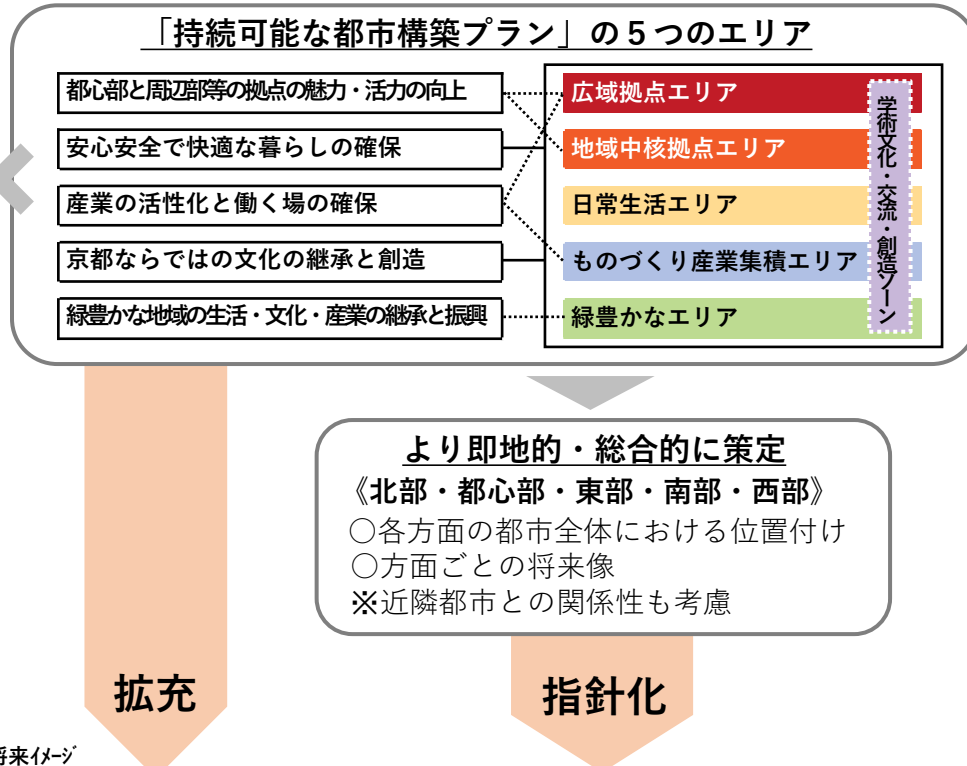 「持続可能な都市構築プラン」の５つのエリア
都心部と周辺部等の拠点の魅力・活力の向上
安心安全で快適な暮らしの確保
産業の活性化と働く場の確保
京都ならではの文化の継承と創造
緑豊かな地域の生活・文化・産業の継承と振興
広域拠点エリア
地域中核拠点エリア
日常生活エリア
ものづくり産業集積エリア
緑豊かなエリア
学術文化・交流・創造ゾーン
より即地的・総合的に策定
《北部・都心部・東部・南部・西部》
○各方面の都市全体における位置付け
○方面ごとの将来像
※近隣都市との関係性も考慮
拡充
指針化
将来ｲﾒｰｼﾞ